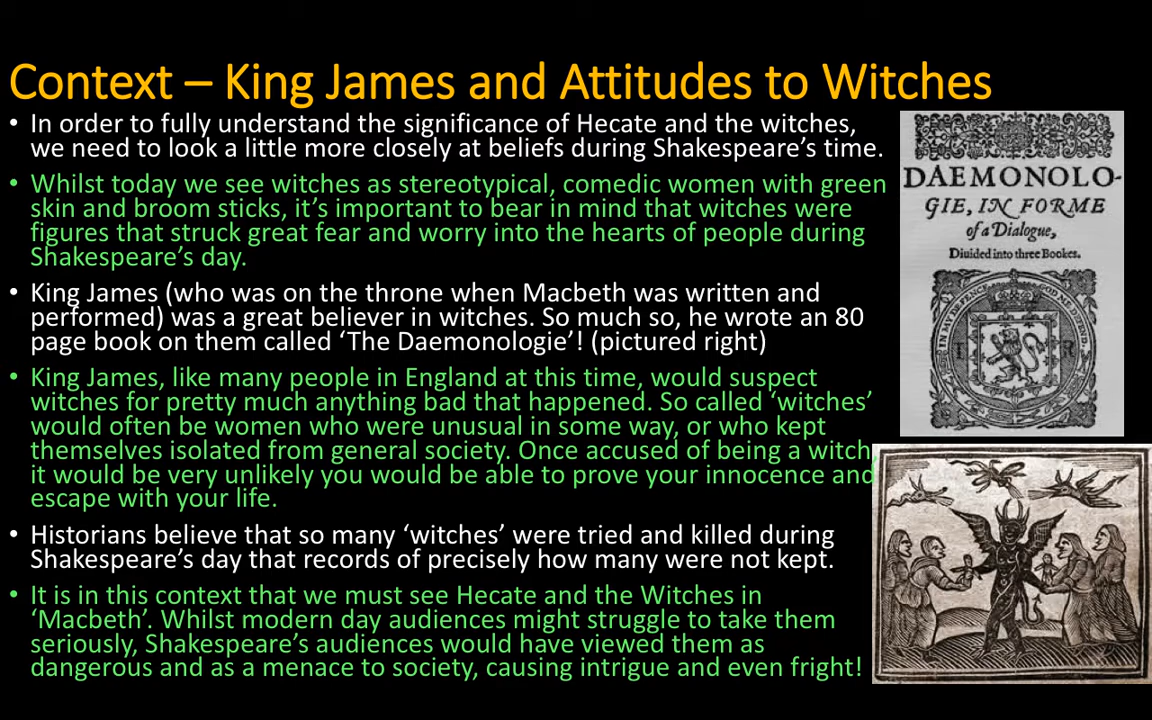 Context – King James and Attitudes to Witches
• In order to fully understand the significance of Hecate and the witches,
we need to look a little more closely at beliefs during Shakespeare’s time.
• Whilst today we see witches as stereotypical, comedic women with green
skin and broom sticks, it’s important to bear in mind that witches were
figures that struck great fear and worry into the hearts of people during
Shakespeare’s day.
• King James (who was on the throne when Macbeth was written and
performed) was a great believer in witches. So much so, he wrote an 80
page book on them called ‘The Daemonologie’! (pictured right)
• King James, like many people in England at this time, would suspect
witches for pretty much anything bad that happened. So called ‘witches’
would often be women who were unusual in some way, or who kept
themselves isolated from general society. Once accused of being a witch,
it would be very unlikely you would be able to prove your innocence and
escape with your life.
• Historians believe that so many ‘witches’ were tried and killed during
Shakespeare’s day that records of precisely how many were not kept.
• It is in this context that we must see Hecate and the Witches in
‘Macbeth’. Whilst modern day audiences might struggle to take them
seriously, Shakespeare’s audiences would have viewed them as
dangerous and as a menace to society, causing intrigue and even fright!
DAEMONOLO-
GIE, IN FORME
of a Dialogue,
Diuided into three Bookes.
IN MY DEFENCE GOD ME DEFEND
I R